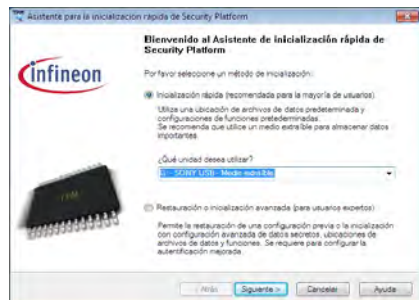 Asistente para la inicialización rápida de Security Platform
Bienvenido al Asistente de inicialización rápida de
Security Platform
infineon
Por favor seleccione un método de inicialización:
Inicialización rápida (recomendada para la mayoría de usuarios)
Utiliza una ubicación de archivos de datos predeterminada y
configuraciones de funciones pretederminadas.
Se recomenda que utilice un medio extraíble para almacenar datos
importantes.
¿Qué unidad desea utilizar?
G - SONY USB - Medio extraíble
TPM
Restauración o inicialización avanzada (para usuarios expertos)
Permite la restauración de una configuración previa o la inicialización
con configuración avanzada de datos secretos, ubicaciones de
archivos de datos y funciones. Se requiere para configurar la
autentificación mejorada.
< Atrás
Siguiente >
Cancelar
Ayuda